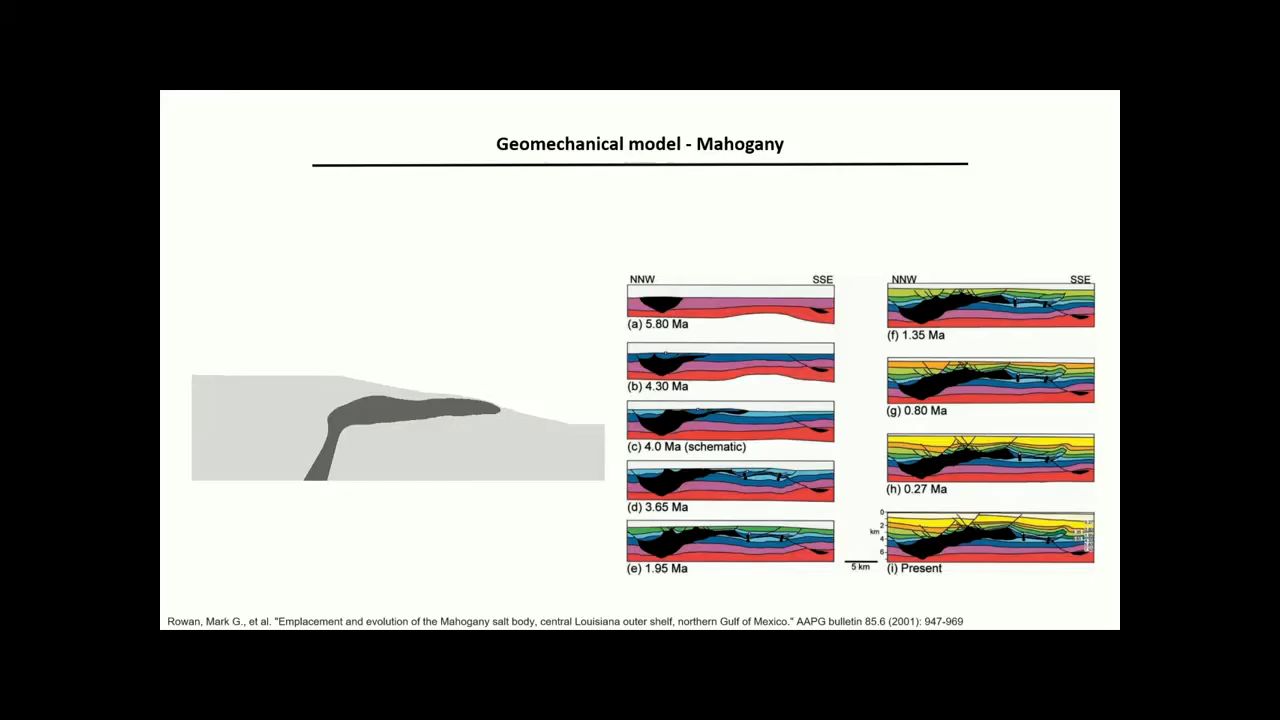 Geomechanical model - Mahogany
NNW SSE
(a) 5.80 Ma
(b) 4.30 Ma
(c) 4.0 Ma (schematic)
(d) 3.65 Ma
(e) 1.95 Ma
NNW SSE
(f) 1.35 Ma
(g) 0.80 Ma
(h) 0.27 Ma
0
2
km
4
6
5 km
(i) Present
Rowan, Mark G., et al. "Emplacement and evolution of the Mahogany salt body, central Louisiana outer shelf, northern Gulf of Mexico." AAPG bulletin 85.6 (2001): 947-969